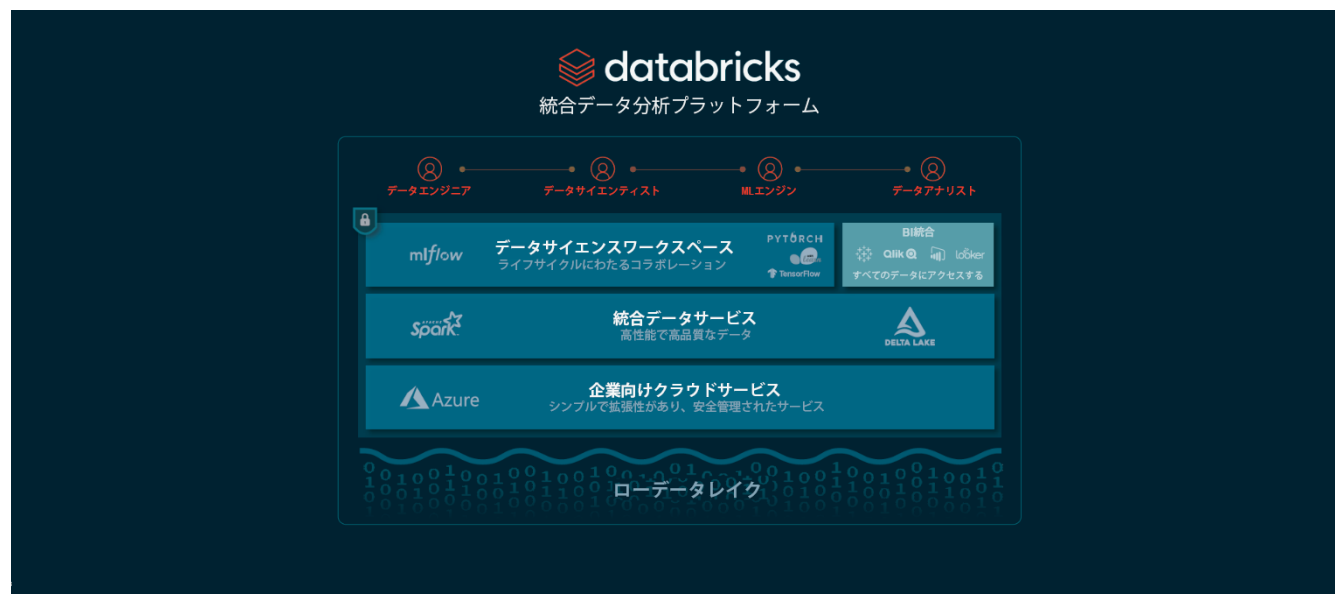 databricks
統合データ分析プラットフォーム
データエンジニア
データサイエンティスト
MLエンジン
データアナリスト
mlflow
データサイエンスワークスペース
ライフサイクルにわたるコラボレーション
PYTORCH
TensorFlow
BI統合
Qlik
looker
すべてのデータにアクセスする
Spark
統合データサービス
高性能で高品質なデータ
DELTA LAKE
Azure
企業向けクラウドサービス
シンプルで拡張性があり、安全管理されたサービス
ローデータレイク